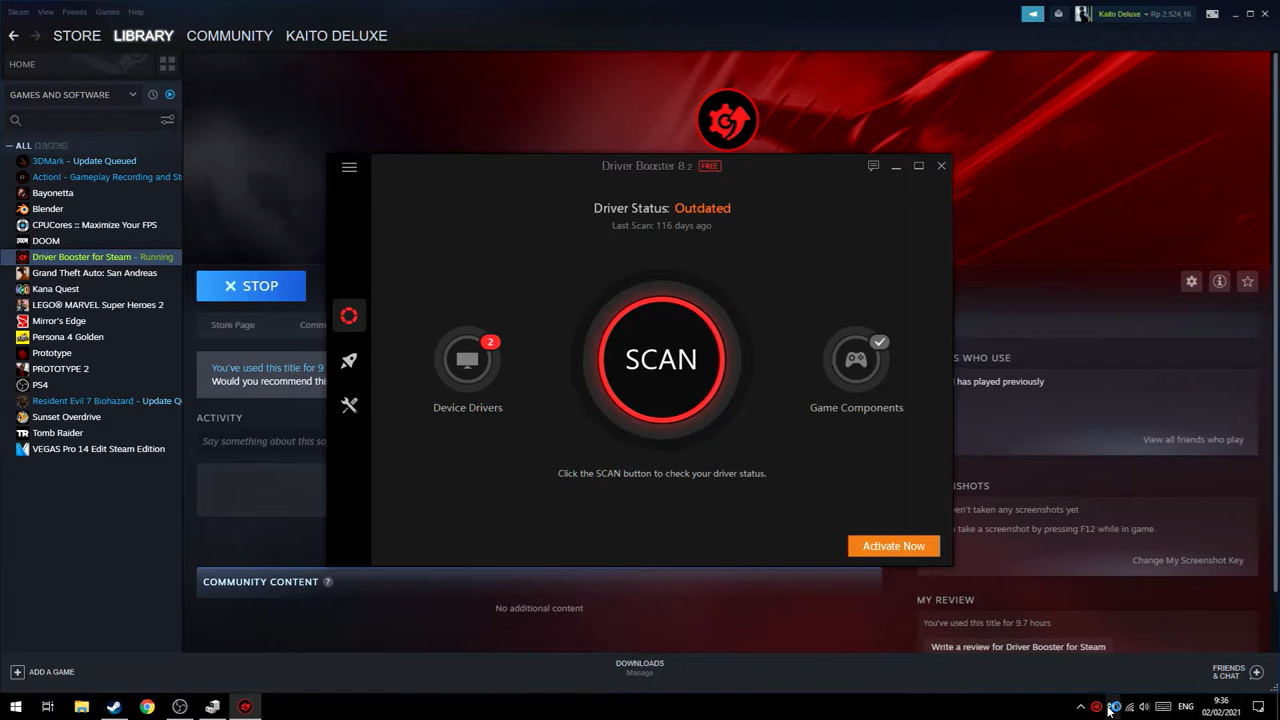 Steam View Friends Games Help
Kaito Deluxe Rp 2.524,16
STORE LIBRARY COMMUNITY KAITO DELUXE
HOME
GAMES AND SOFTWARE
ALL (19/236)
3DMark - Update Queued
Action! - Gameplay Recording and St
Bayonetta
Blender
CPUCores :: Maximize Your FPS
DOOM
Driver Booster for Steam - Running
Grand Theft Auto: San Andreas
Kana Quest
LEGO® MARVEL Super Heroes 2
Mirror's Edge
Persona 4 Golden
Prototype
PROTOTYPE 2
PS4
Resident Evil 7 Biohazard - Update Q
Sunset Overdrive
Tomb Raider
VEGAS Pro 14 Edit Steam Edition
STOP
Store Page Comm
You've used this title for 9
Would you recommend this
ACTIVITY
Say something about this so
Driver Booster 8.2 FREE
Driver Status: Outdated
Last Scan: 116 days ago
2
SCAN
Device Drivers
Game Components
Click the SCAN button to check your driver status.
Activate Now
S WHO USE
has played previously
View all friends who play
SHOTS
en't taken any screenshots yet
take a screenshot by pressing F12 while in game.
Change My Screenshot Key
COMMUNITY CONTENT ?
No additional content
MY REVIEW
You've used this title for 9.7 hours
Write a review for Driver Booster for Steam
ADD A GAME
DOWNLOADS
Manage
FRIENDS
& CHAT
ENG
9:36
02/02/2021